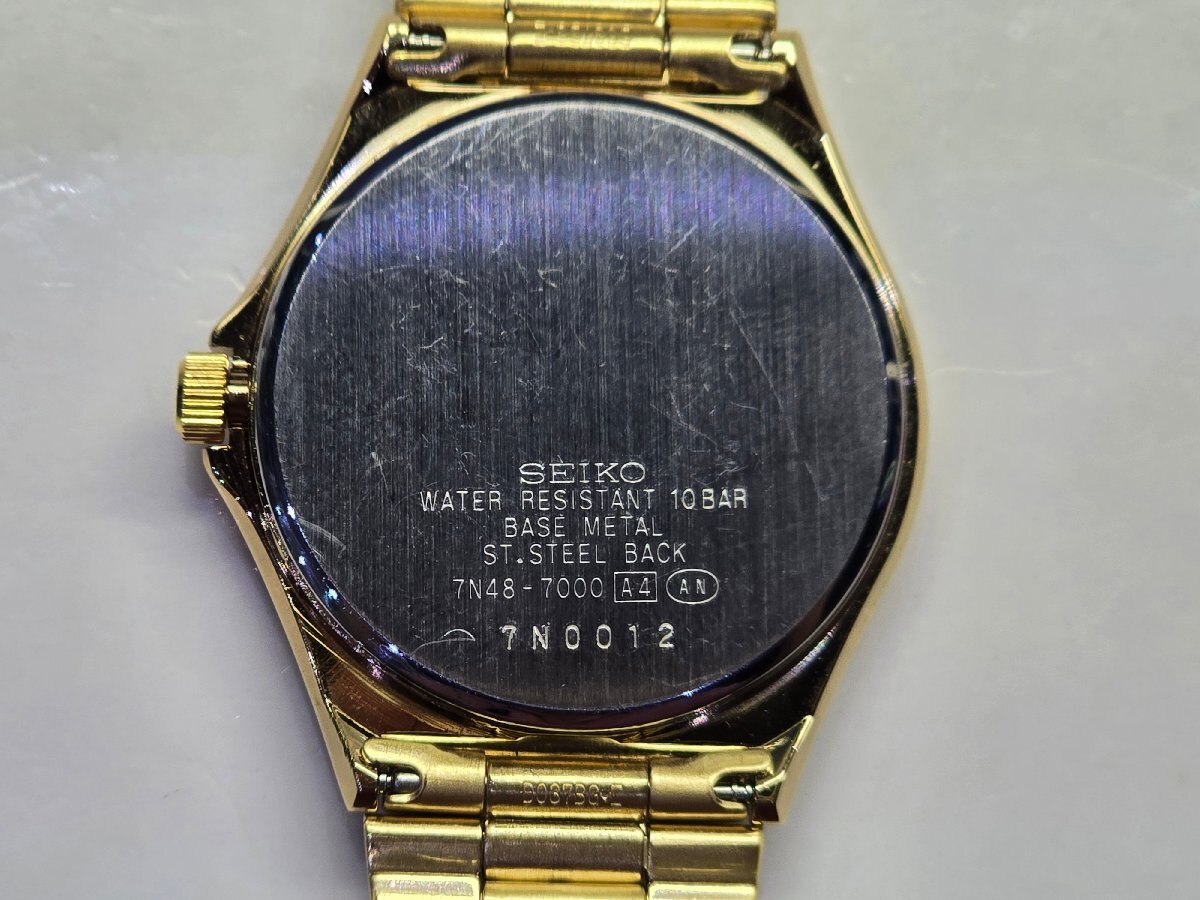 SEIKO
WATER RESISTANT 10BAR
BASE METAL
ST.STEEL BACK
7N48-7000 A4 AN
7N0012